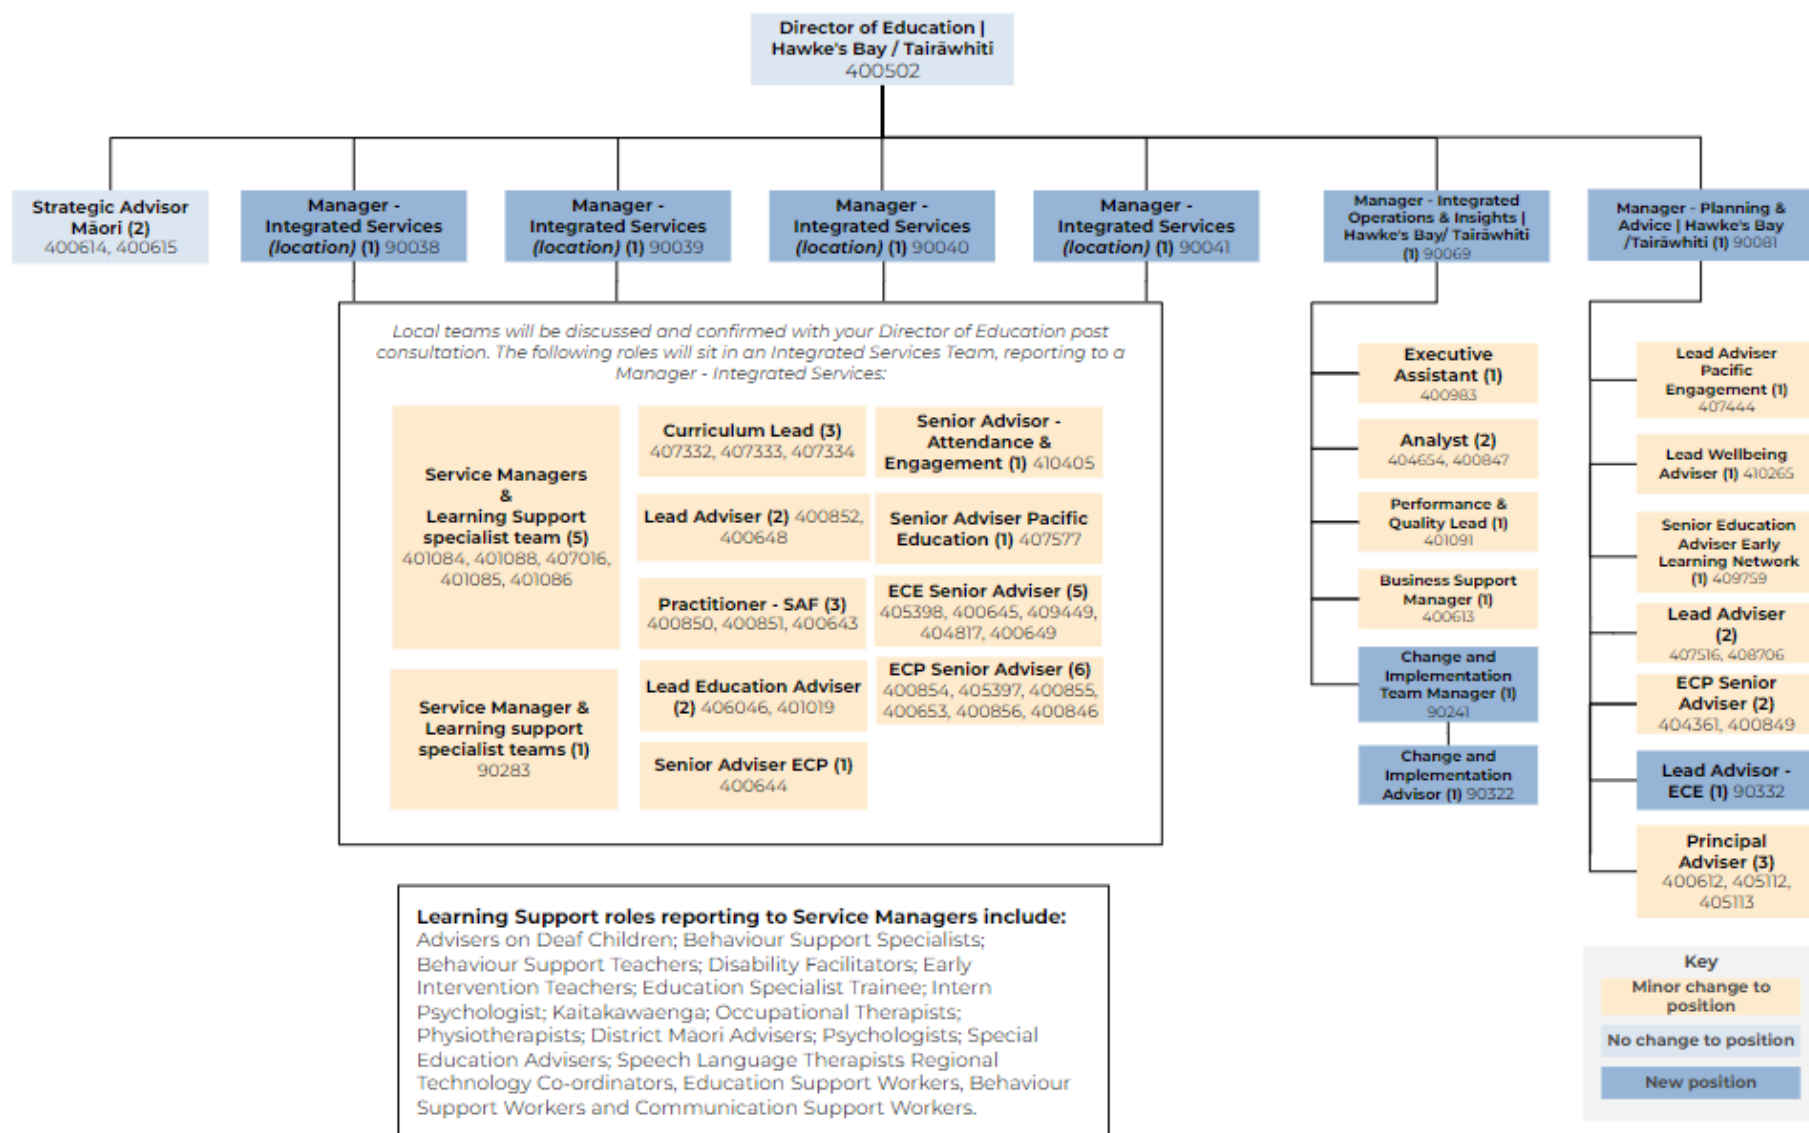 Director of Education |
Hawke's Bay / Tairāwhiti
400502
Strategic Advisor
Māori (2)
400614, 400615
Manager -
Integrated Services
(location) (1) 90038
Manager -
Integrated Services
(location) (1) 90039
Manager -
Integrated Services
(location) (1) 90040
Manager -
Integrated Services
(location) (1) 90041
Manager - Integrated
Operations & Insights |
Hawke's Bay/ Tairāwhiti
(1) 90069
Manager - Planning &
Advice | Hawke's Bay
/Tairāwhiti (1) 90081
Local teams will be discussed and confirmed with your Director of Education post
consultation. The following roles will sit in an Integrated Services Team, reporting to a
Manager - Integrated Services:
Service Managers
&
Learning Support
specialist team (5)
401084, 401088, 407016,
401085, 401086
Service Manager &
Learning support
specialist teams (1)
90283
Curriculum Lead (3)
407332, 407333, 407334
Lead Adviser (2) 400852,
400648
Practitioner - SAF (3)
400850, 400851, 400643
Lead Education Adviser
(2) 406046, 401019
Senior Adviser ECP (1)
400644
Senior Advisor -
Attendance &
Engagement (1) 410405
Senior Adviser Pacific
Education (1) 407577
ECE Senior Adviser (5)
405398, 400645, 409449,
404817, 400649
ECP Senior Adviser (6)
400854, 405397, 400855,
400653, 400856, 400846
Executive
Assistant (1)
400983
Analyst (2)
404654, 400847
Performance &
Quality Lead (1)
401091
Business Support
Manager (1)
400613
Change and
Implementation
Team Manager (1)
90241
Change and
Implementation
Advisor (1) 90322
Lead Adviser
Pacific
Engagement (1)
407444
Lead Wellbeing
Adviser (1) 410265
Senior Education
Adviser Early
Learning Network
(1) 409759
Lead Adviser
(2)
407516, 408706
ECP Senior
Adviser (2)
404361, 400849
Lead Advisor -
ECE (1) 90332
Principal
Adviser (3)
400612, 405112,
405113
Learning Support roles reporting to Service Managers include:
Advisers on Deaf Children; Behaviour Support Specialists;
Behaviour Support Teachers; Disability Facilitators; Early
Intervention Teachers; Education Specialist Trainee; Intern
Psychologist; Kaitakawaenga; Occupational Therapists;
Physiotherapists; District Māori Advisers; Psychologists; Special
Education Advisers; Speech Language Therapists Regional
Technology Co-ordinators, Education Support Workers, Behaviour
Support Workers and Communication Support Workers.
Key
Minor change to
position
No change to position
New position